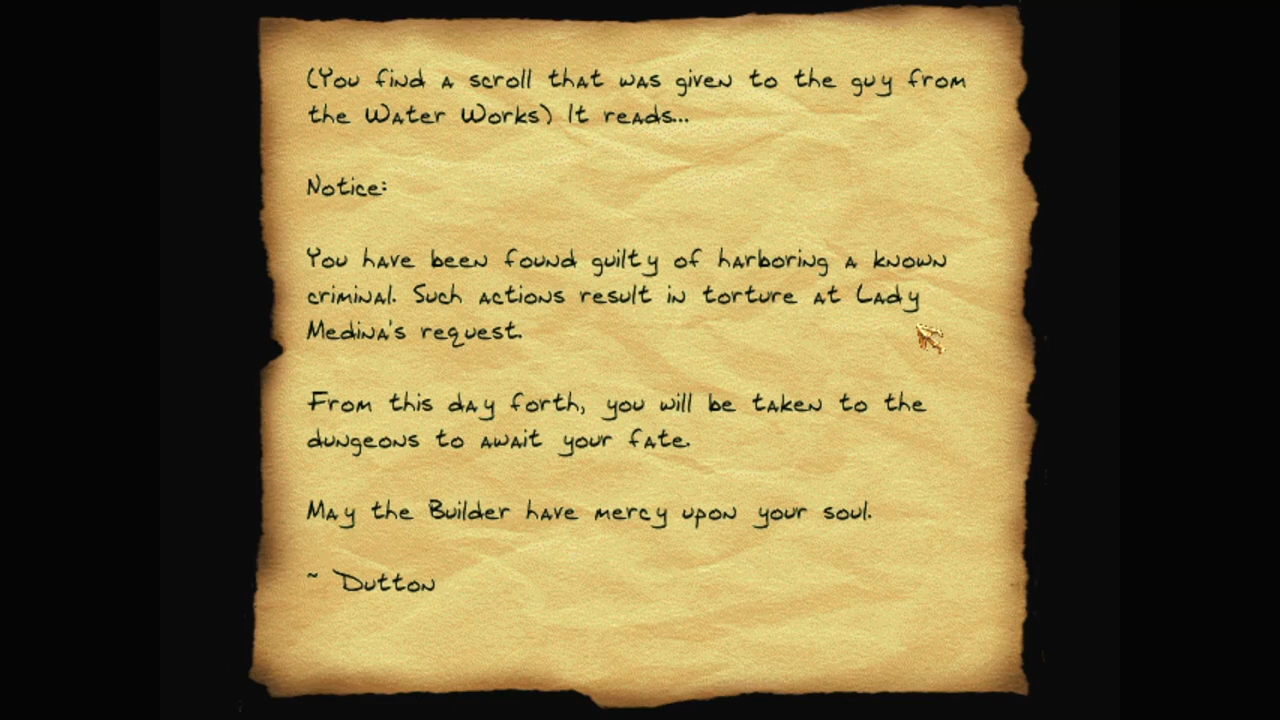 (You find a scroll that was given to the guy from
the Water Works) It reads...
Notice:
You have been found guilty of harboring a known
criminal. Such actions result in torture at Lady
Medina's request.
From this day forth, you will be taken to the
dungeons to await your fate.
May the Builder have mercy upon your soul.
~ Dutton